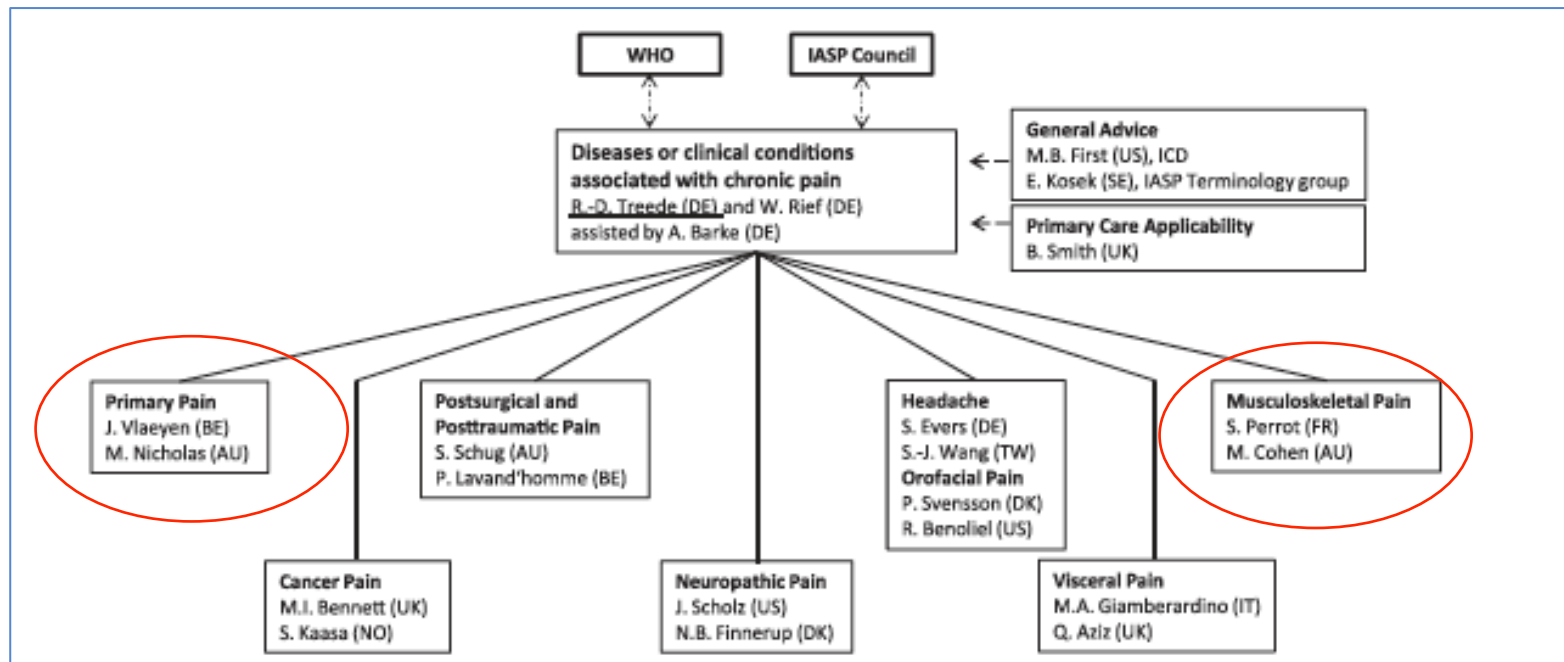 WHO
IASP Council
Diseases or clinical conditions
associated with chronic pain
R.-D. Treede (DE) and W. Rief (DE)
assisted by A. Barke (DE)
General Advice
M.B. First (US), ICD
E. Kosek (SE), IASP Terminology group
Primary Care Applicability
B. Smith (UK)
Primary Pain
J. Vlaeyen (BE)
M. Nicholas (AU)
Postsurgical and
Posttraumatic Pain
S. Schug (AU)
P. Lavand'homme (BE)
Headache
S. Evers (DE)
S.-J. Wang (TW)
Orofacial Pain
P. Svensson (DK)
R. Benoliel (US)
Musculoskeletal Pain
S. Perrot (FR)
M. Cohen (AU)
Cancer Pain
M.I. Bennett (UK)
S. Kaasa (NO)
Neuropathic Pain
J. Scholz (US)
N.B. Finnerup (DK)
Visceral Pain
M.A. Giamberardino (IT)
Q. Aziz (UK)